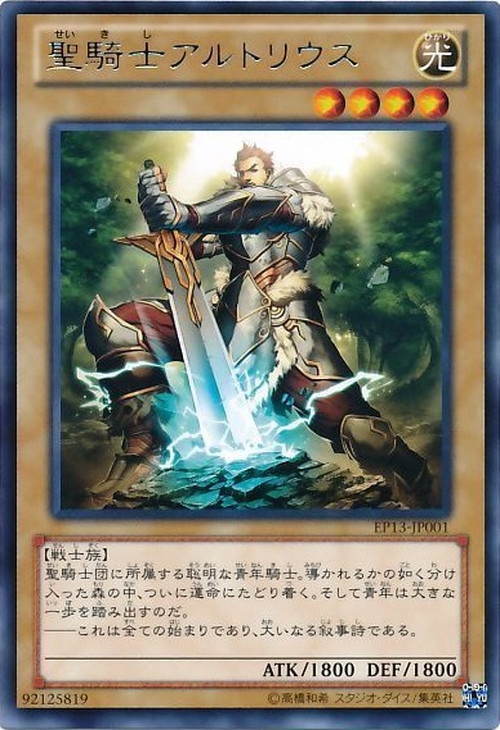 せいきし
聖騎士アルトリウス
ひかり
光
EP13-JP001
【戦士族】
聖騎士団に所属する聡明な青年騎士。導かれるかの如く分け
入った森の中、ついに運命にたどり着く。そして青年は大きな
一歩を踏み出すのだ。
――これは全ての始まりであり、大いなる叙事詩である。
ATK/1800 DEF/1800
92125819
©高橋和希 スタジオ・ダイス/集英社